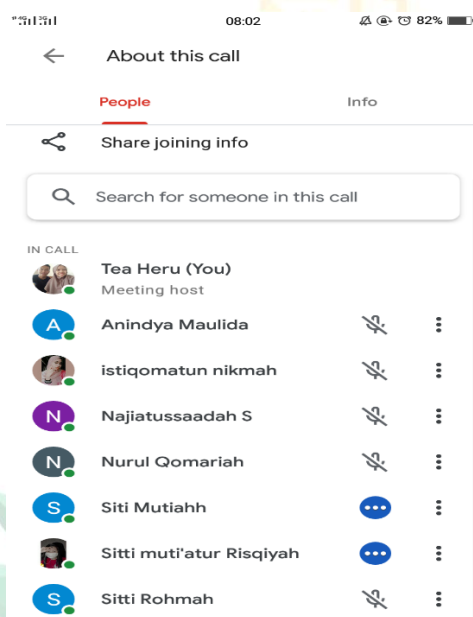 4G 3G
08:02
82%
About this call
People
Info
Share joining info
Search for someone in this call
IN CALL
Tea Heru (You)
Meeting host
A
Anindya Maulida
istiqomatun nikmah
N
Najiatussaadah S
N
Nurul Qomariah
S
Siti Mutiahh
Sitti muti'atur Risqiyah
S
Sitti Rohmah